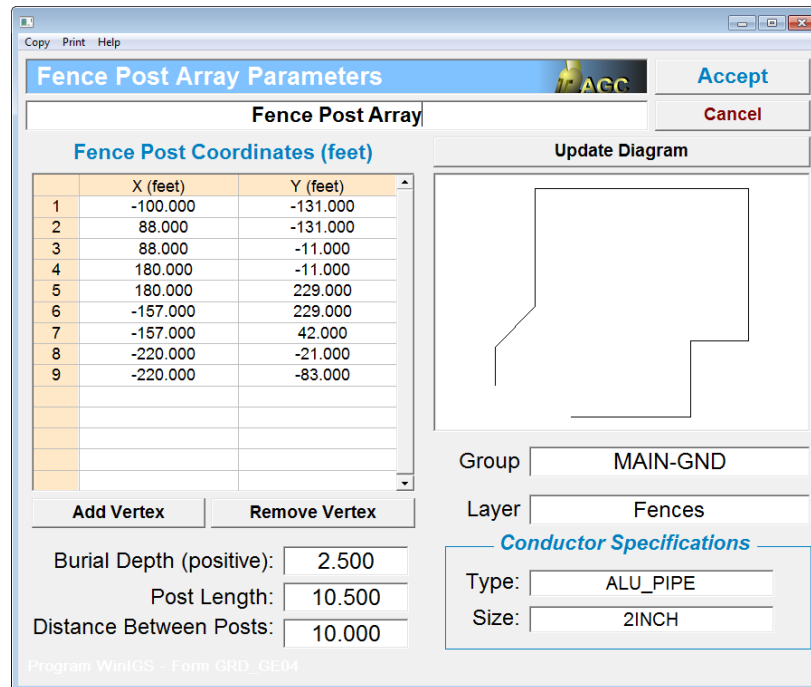 Copy Print Help
Fence Post Array Parameters
AGC
Accept
Fence Post Array
Cancel
Fence Post Coordinates (feet)
Update Diagram
X (feet) Y (feet)
1 -100.000 -131.000
2 88.000 -131.000
3 88.000 -11.000
4 180.000 -11.000
5 180.000 229.000
6 -157.000 229.000
7 -157.000 42.000
8 -220.000 -21.000
9 -220.000 -83.000
Group MAIN-GND
Add Vertex Remove Vertex
Layer Fences
Conductor Specifications
Burial Depth (positive): 2.500
Type: ALU_PIPE
Post Length: 10.500
Size: 2INCH
Distance Between Posts: 10.000
Program WinIGS - Form GRD_GE04